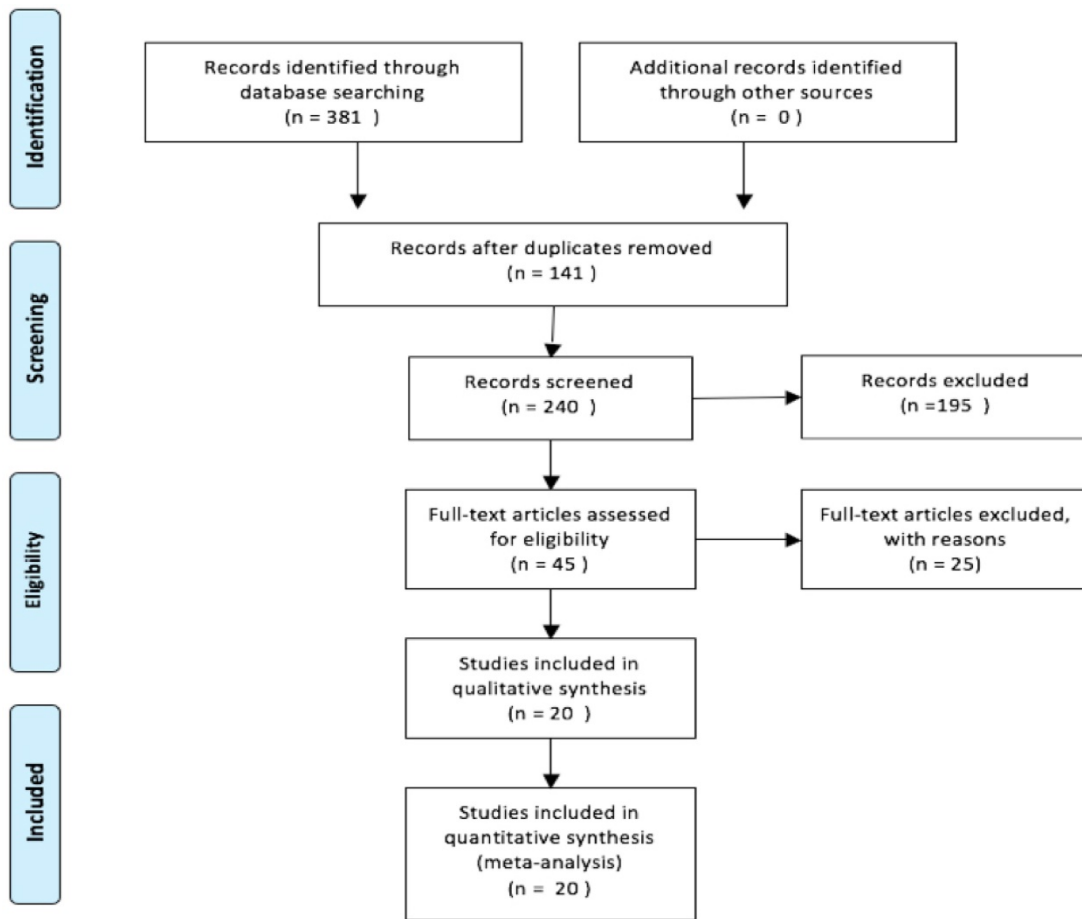 Identification
Records identified through
database searching
(n = 381 )
Additional records identified
through other sources
(n = 0 )
Screening
Records after duplicates removed
(n = 141 )
Records screened
(n = 240 )
Records excluded
(n =195 )
Eligibility
Full-text articles assessed
for eligibility
(n = 45 )
Full-text articles excluded,
with reasons
(n = 25)
Studies included in
qualitative synthesis
(n = 20 )
Included
Studies included in
quantitative synthesis
(meta-analysis)
(n = 20 )